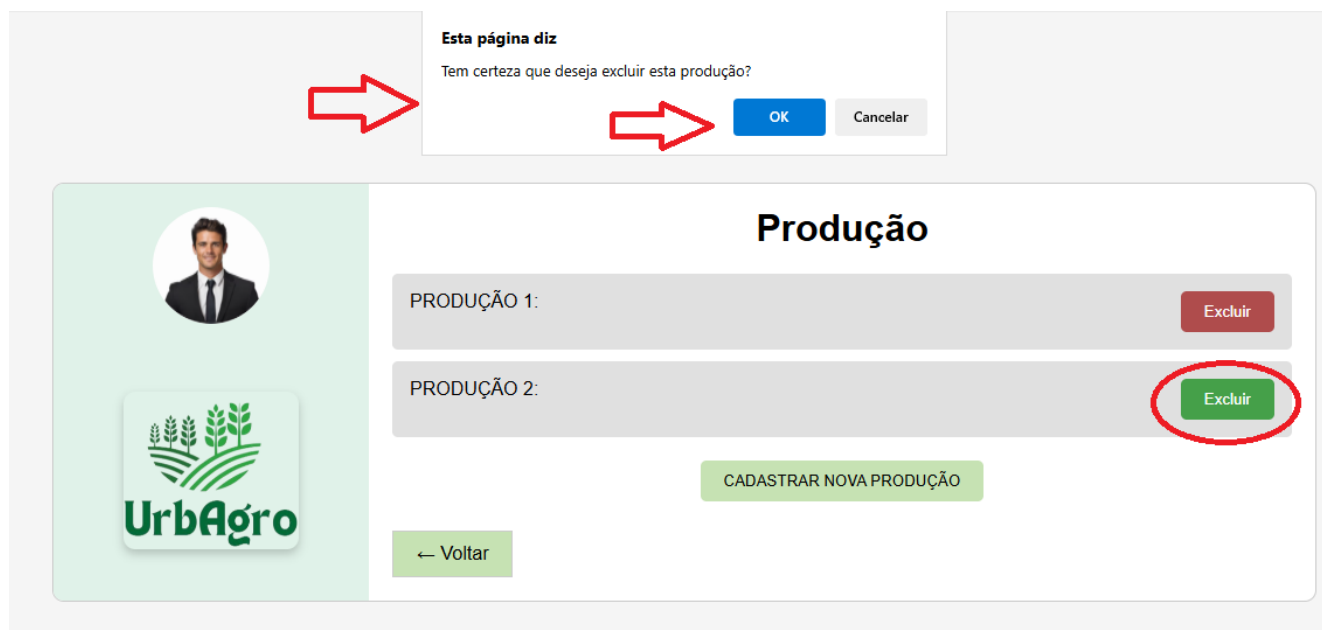 Esta página diz
Tem certeza que deseja excluir esta produção?
OK
Cancelar
Produção
PRODUÇÃO 1:
Excluir
PRODUÇÃO 2:
Excluir
CADASTRAR NOVA PRODUÇÃO
UrbAgro
← Voltar